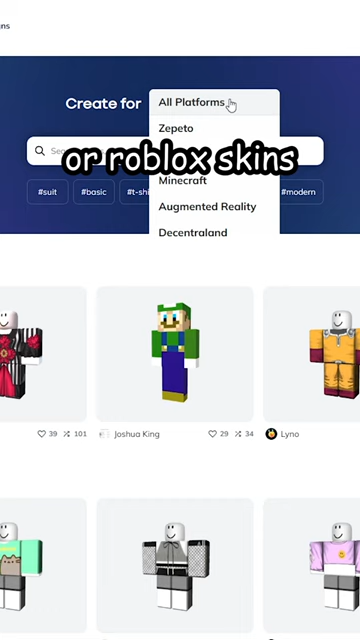 ns
Create for
All Platforms
Zepeto
or roblox skins
#suit
#basic
#t-shi
Minecraft
#modern
Augmented Reality
Decentraland
39
101
Joshua King
29
34
Lyno